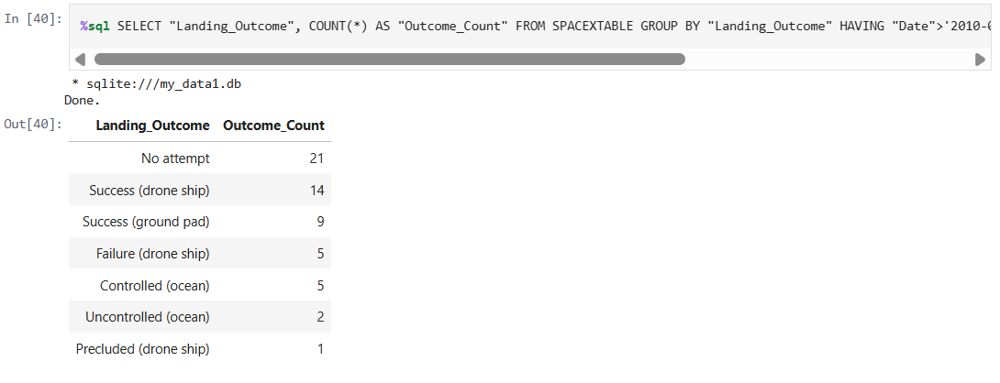 In [40]:
%sql SELECT "Landing_Outcome", COUNT(*) AS "Outcome_Count" FROM SPACEXTABLE GROUP BY "Landing_Outcome" HAVING "Date">'2010-
* sqlite:///my_data1.db
Done.
Out[40]:
Landing_Outcome Outcome_Count
No attempt 21
Success (drone ship) 14
Success (ground pad) 9
Failure (drone ship) 5
Controlled (ocean) 5
Uncontrolled (ocean) 2
Precluded (drone ship) 1